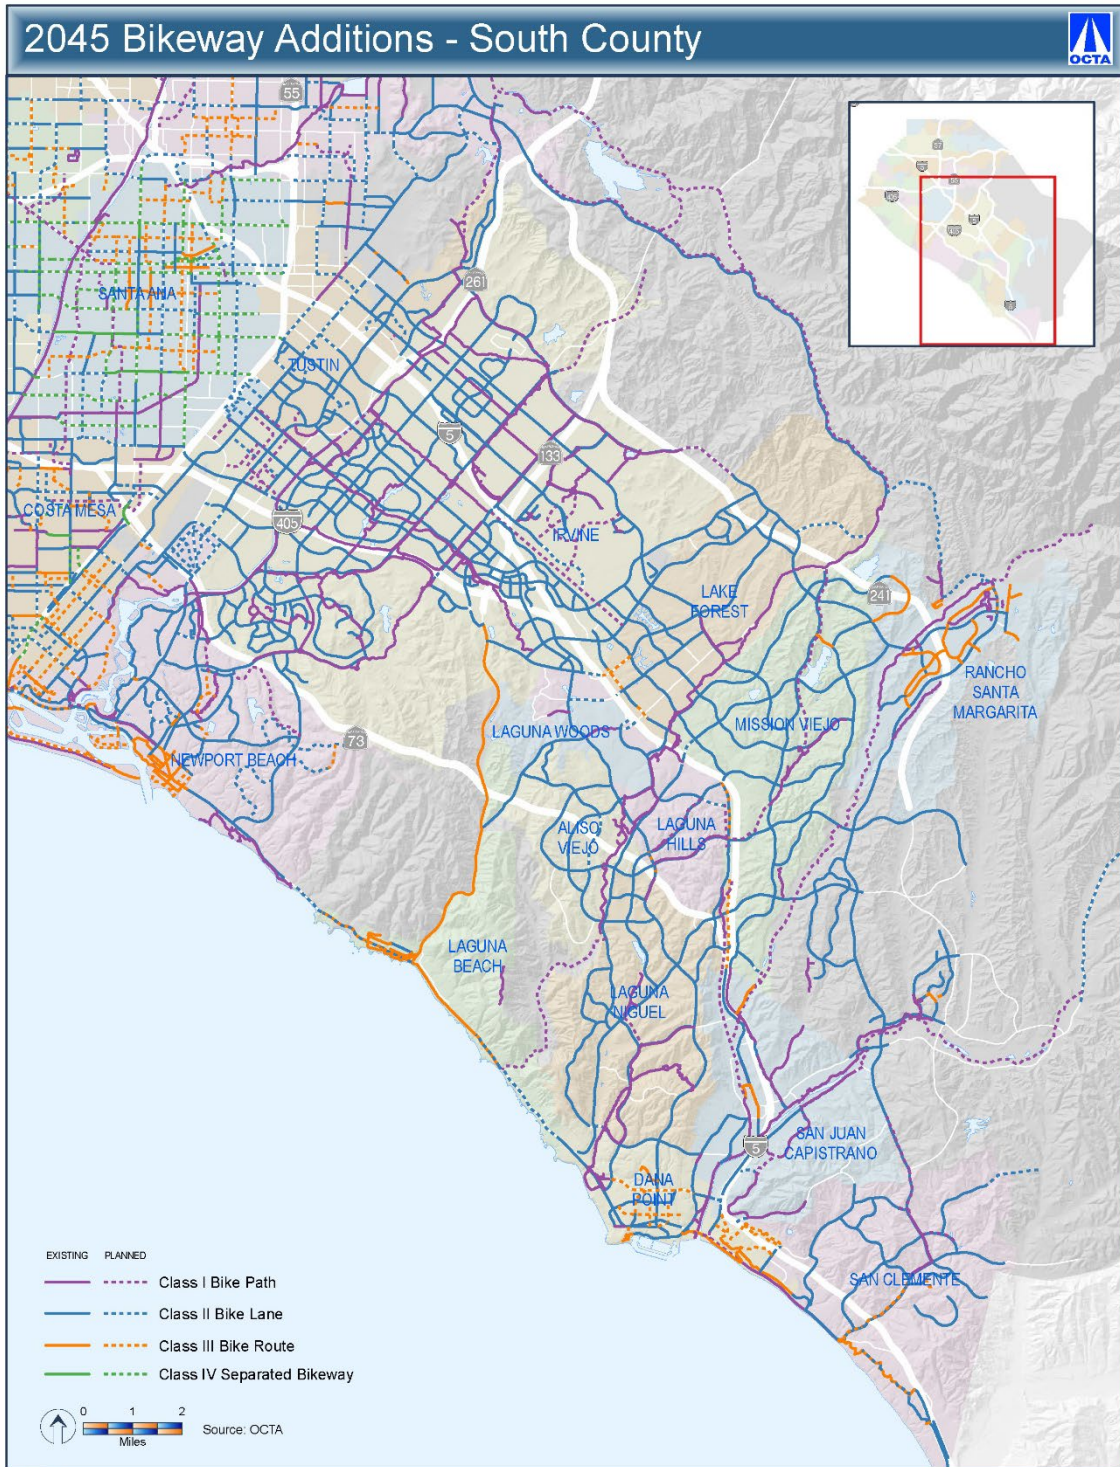 2045 Bikeway Additions - South County
OCTA
55
SANTA ANA
261
TUSTIN
5
133
COSTA MESA
405
IRVINE
LAKE
FOREST
241
RANCHO
SANTA
MARGARITA
LAGUNA WOODS
MISSION VIEJO
73
NEWPORT BEACH
ALISO
VIEJO
LAGUNA
HILLS
LAGUNA
BEACH
LAGUNA
NIGUEL
SAN JUAN
CAPISTRANO
5
DANA
POINT
SAN CLEMENTE
EXISTING PLANNED
Class I Bike Path
Class II Bike Lane
Class III Bike Route
Class IV Separated Bikeway
0 1 2
Miles
Source: OCTA